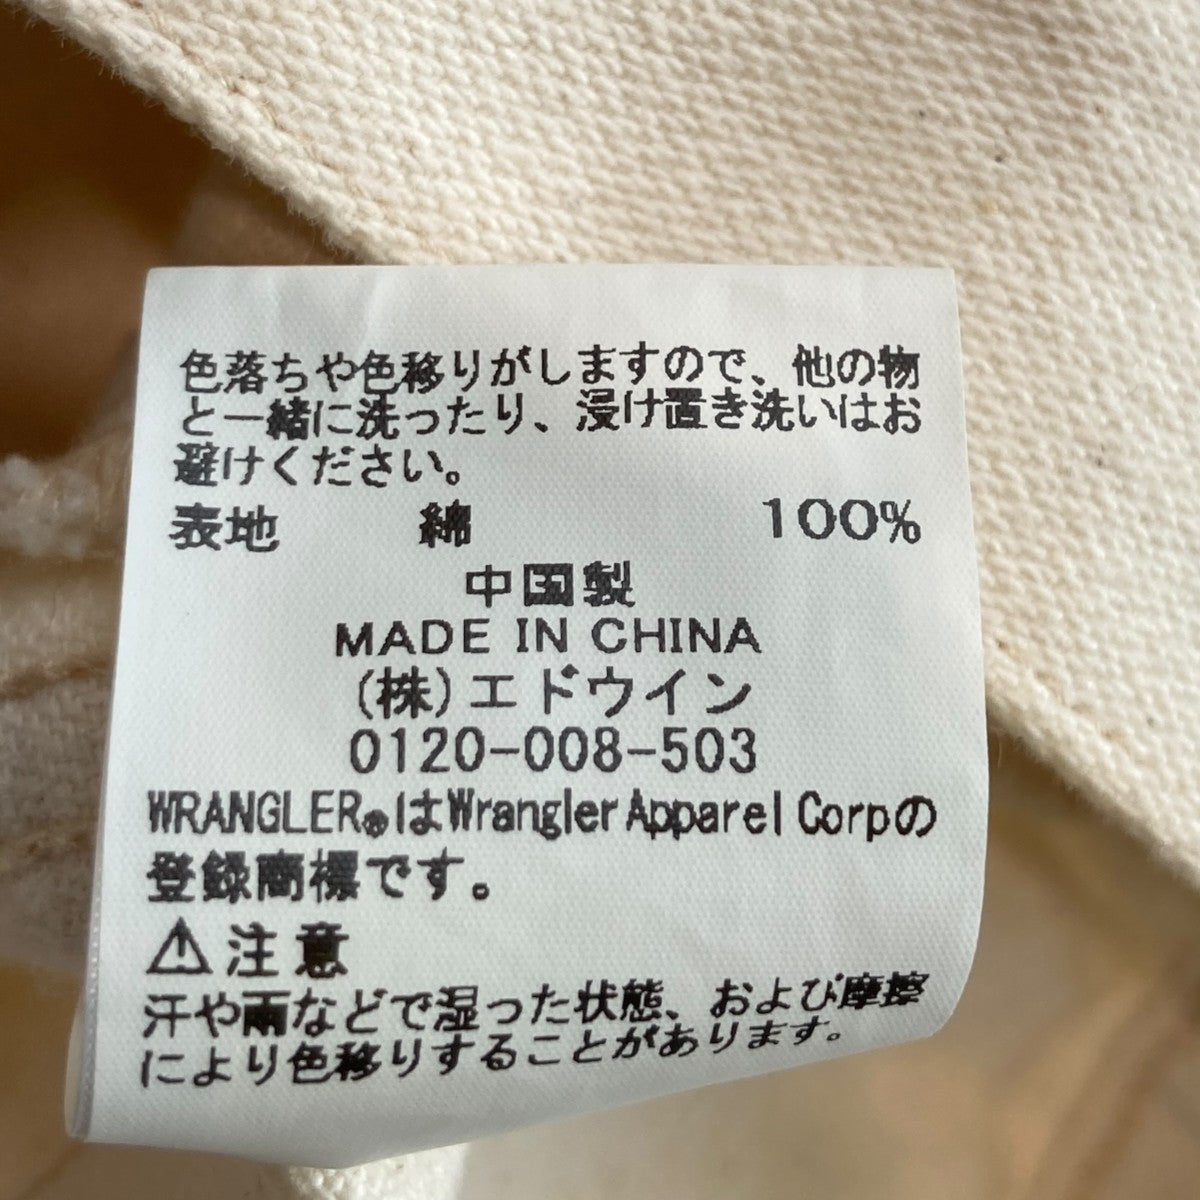 色落ちや色移りがしますので、他の物
と一緒に洗ったり、浸け置き洗いはお
避けください。
表地 綿 100%
中国製
MADE IN CHINA
(株)エドウイン
0120-008-503
WRANGLER®はWrangler Apparel Corpの
登録商標です。
⚠注意
汗や雨などで湿った状態、および摩擦
により色移りすることがあります。